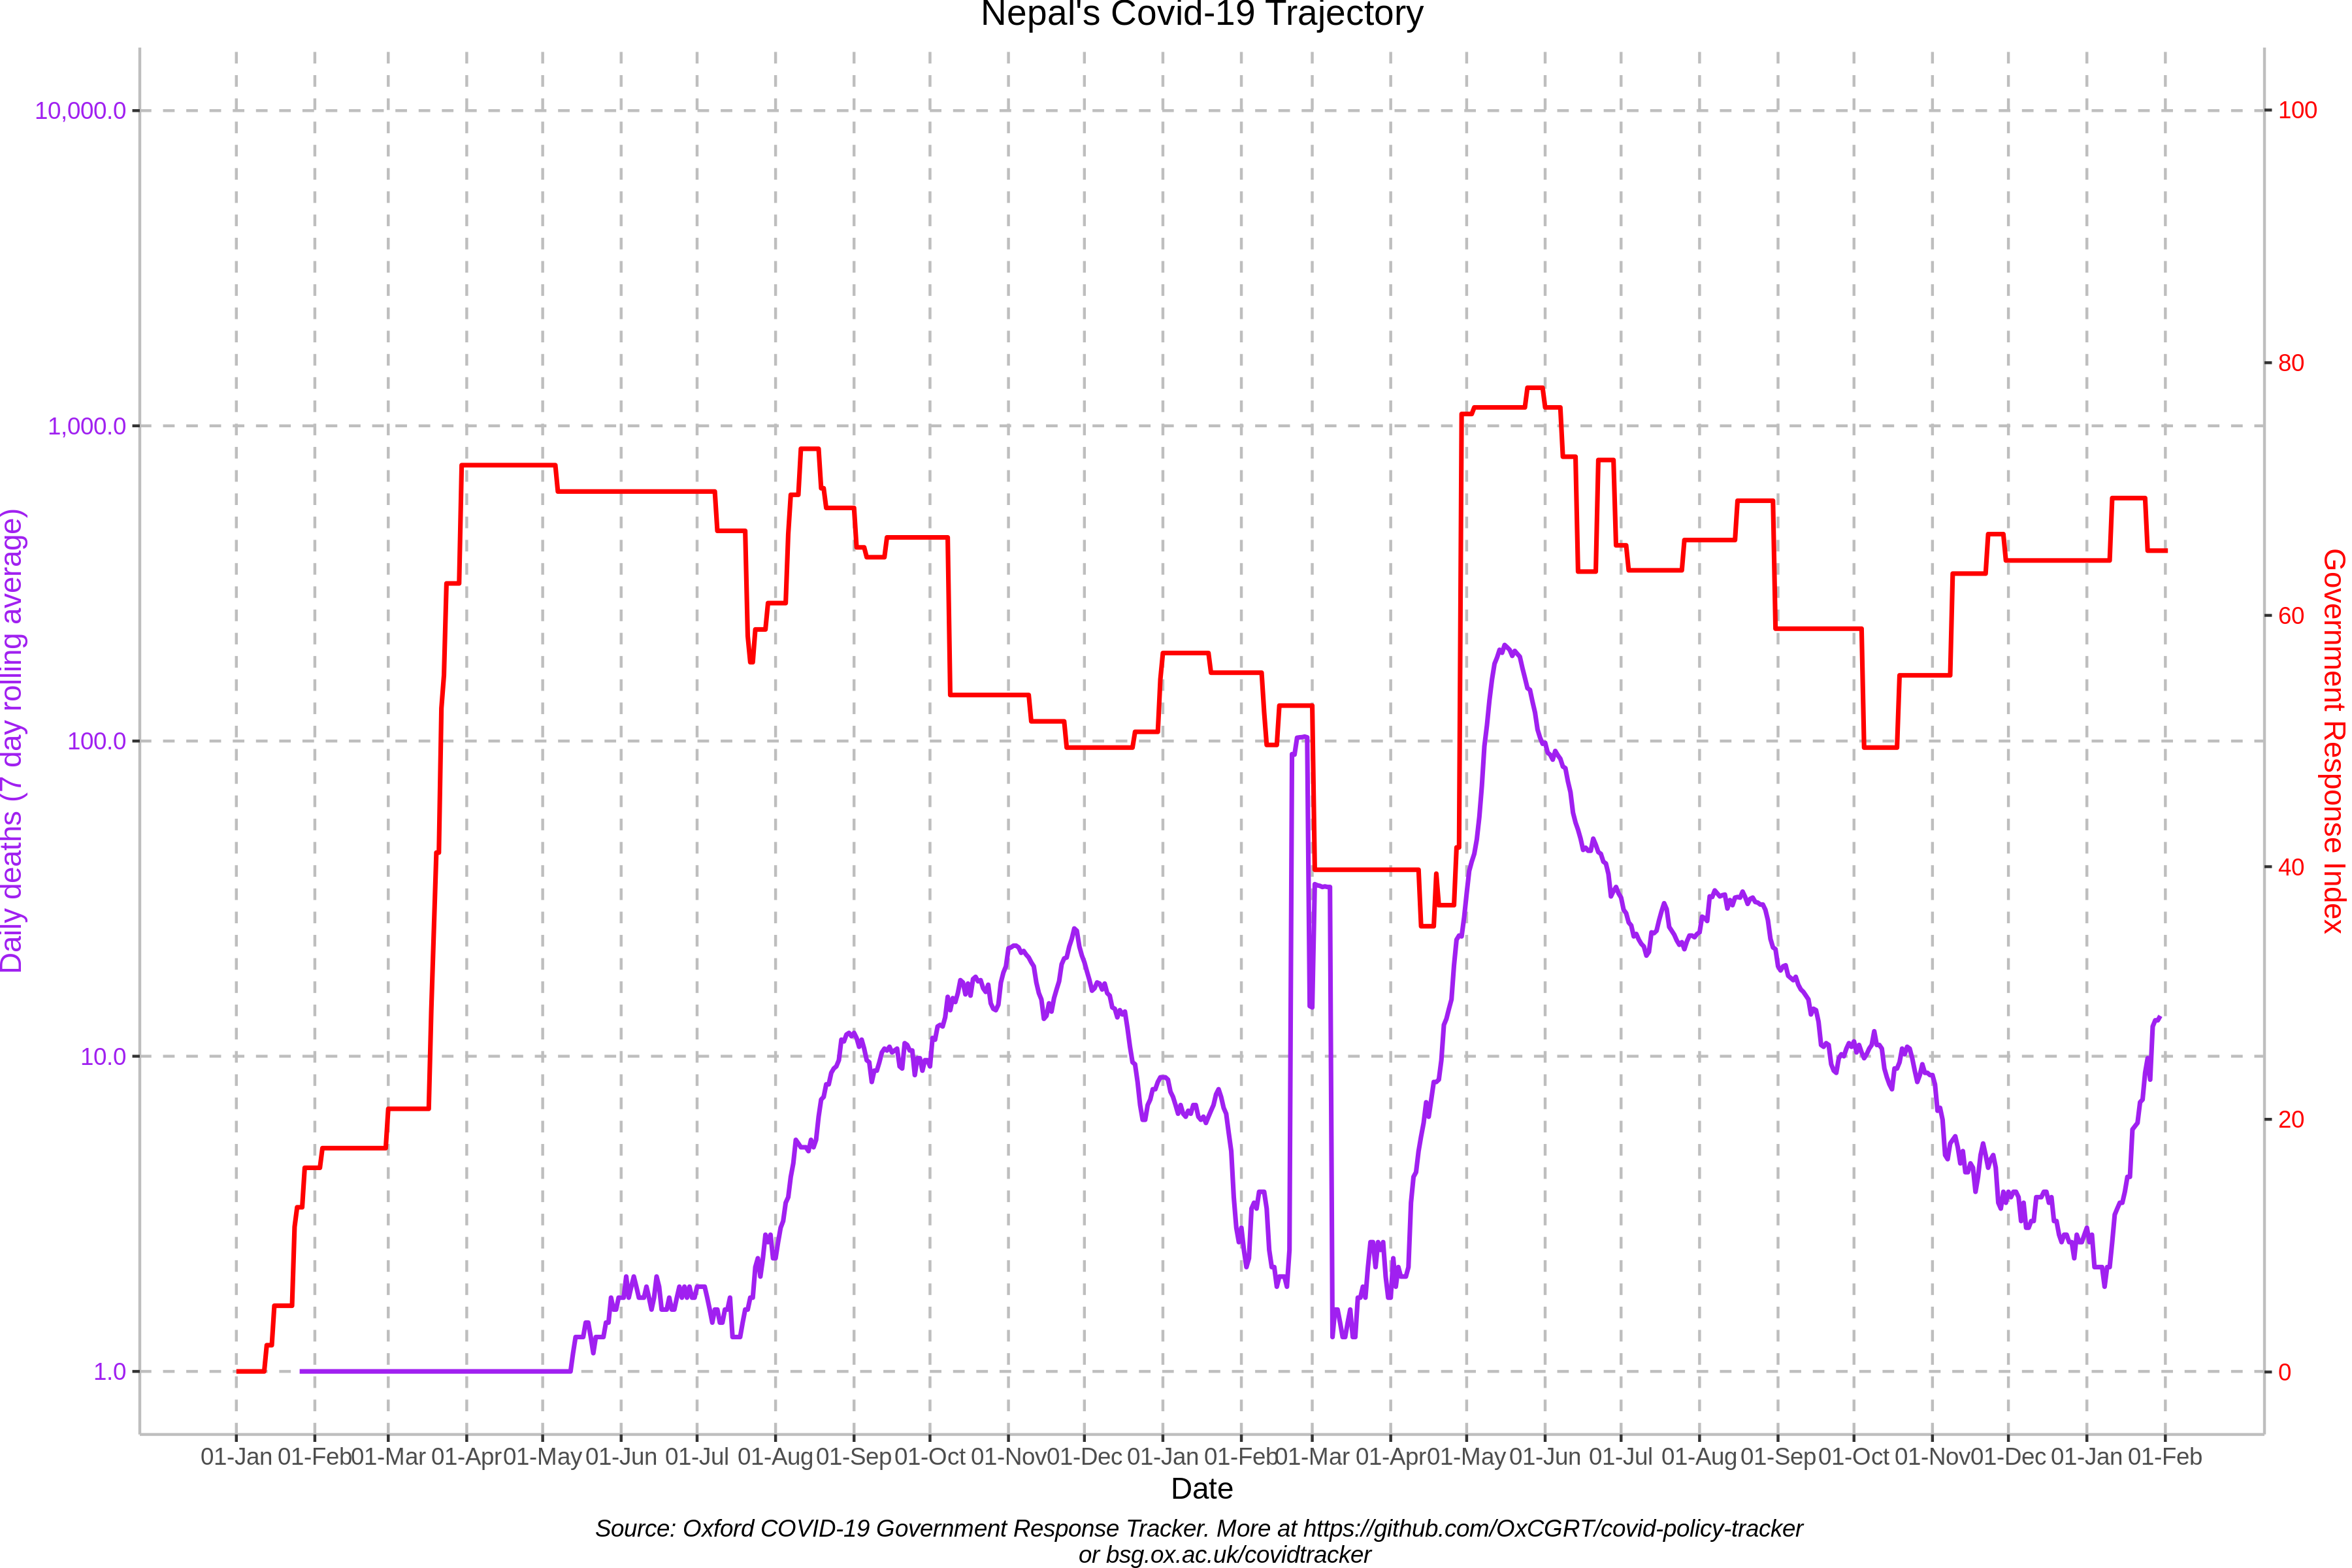 Nepal's Covid-19 Trajectory
Daily deaths (7 day rolling average)
10,000.0
1,000.0
100.0
10.0
1.0
100
80
60
40
20
0
Government Response Index
01-Jan 01-Feb 01-Mar 01-Apr 01-May 01-Jun 01-Jul 01-Aug 01-Sep 01-Oct 01-Nov 01-Dec 01-Jan 01-Feb 01-Mar 01-Apr 01-May 01-Jun 01-Jul 01-Aug 01-Sep 01-Oct 01-Nov 01-Dec 01-Jan 01-Feb
Date
Source: Oxford COVID-19 Government Response Tracker. More at https://github.com/OxCGRT/covid-policy-tracker
or bsg.ox.ac.uk/covidtracker